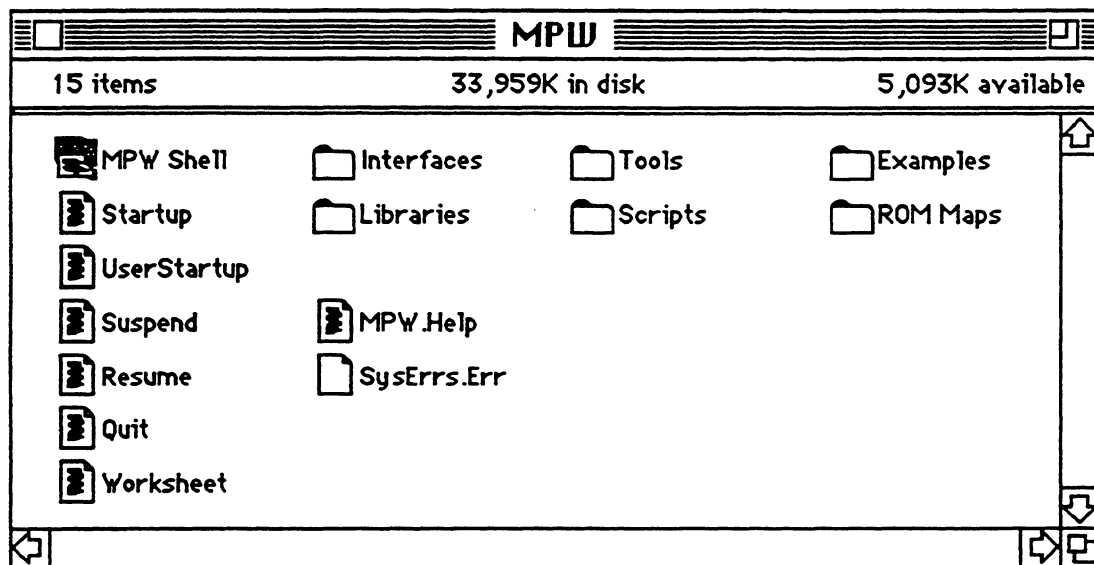 MPW
15 items 33,959K in disk 5,093K available
MPW Shell Interfaces Tools Examples
Startup Libraries Scripts ROM Maps
UserStartup
Suspend MPW.Help
Resume SysErrs.Err
Quit
Worksheet